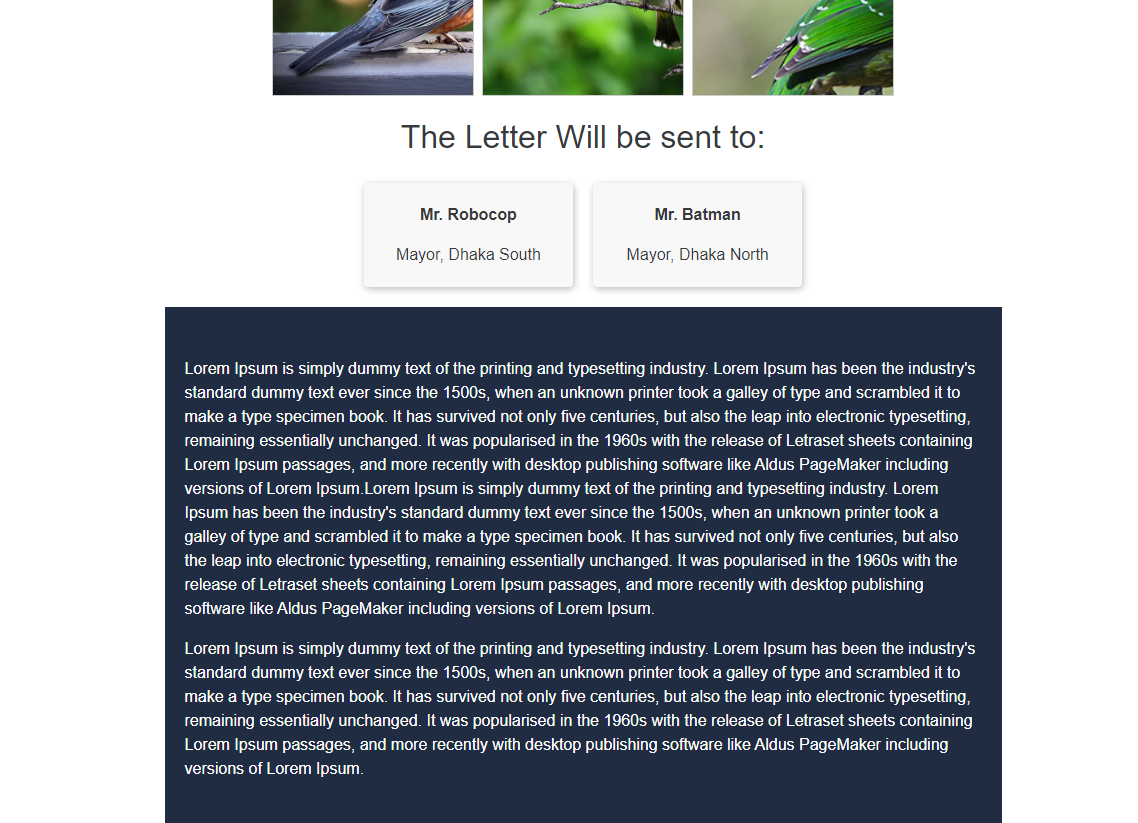 The Letter Will be sent to:
Mr. Robocop
Mayor, Dhaka South
Mr. Batman
Mayor, Dhaka North
Lorem Ipsum is simply dummy text of the printing and typesetting industry. Lorem Ipsum has been the industry's
standard dummy text ever since the 1500s, when an unknown printer took a galley of type and scrambled it to
make a type specimen book. It has survived not only five centuries, but also the leap into electronic typesetting,
remaining essentially unchanged. It was popularised in the 1960s with the release of Letraset sheets containing
Lorem Ipsum passages, and more recently with desktop publishing software like Aldus PageMaker including
versions of Lorem Ipsum.Lorem Ipsum is simply dummy text of the printing and typesetting industry. Lorem
Ipsum has been the industry's standard dummy text ever since the 1500s, when an unknown printer took a
galley of type and scrambled it to make a type specimen book. It has survived not only five centuries, but also
the leap into electronic typesetting, remaining essentially unchanged. It was popularised in the 1960s with the
release of Letraset sheets containing Lorem Ipsum passages, and more recently with desktop publishing
software like Aldus PageMaker including versions of Lorem Ipsum.
Lorem Ipsum is simply dummy text of the printing and typesetting industry. Lorem Ipsum has been the industry's
standard dummy text ever since the 1500s, when an unknown printer took a galley of type and scrambled it to
make a type specimen book. It has survived not only five centuries, but also the leap into electronic typesetting,
remaining essentially unchanged. It was popularised in the 1960s with the release of Letraset sheets containing
Lorem Ipsum passages, and more recently with desktop publishing software like Aldus PageMaker including
versions of Lorem Ipsum.